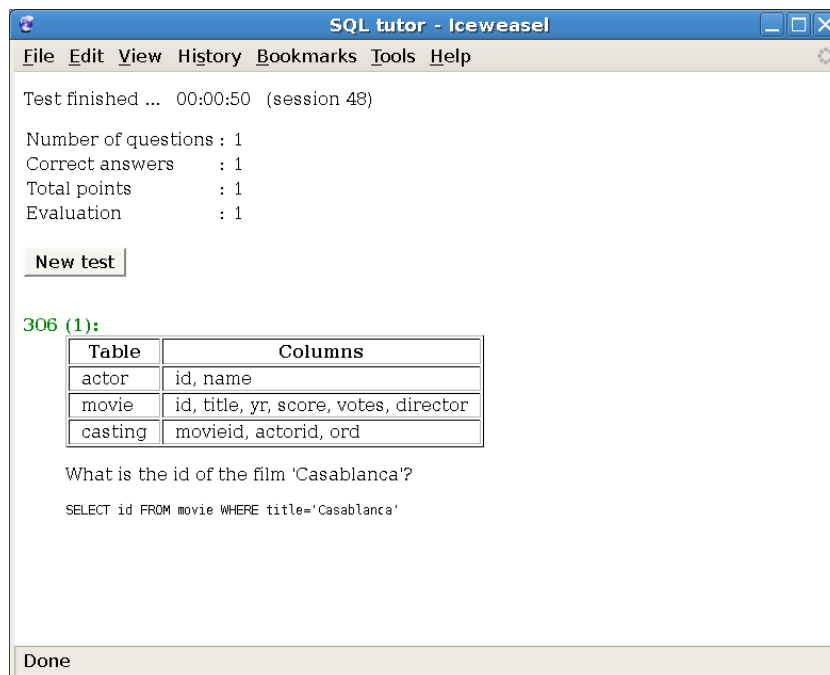 SQL tutor - Iceweasel
File Edit View History Bookmarks Tools Help
Test finished ... 00:00:50 (session 48)
Number of questions : 1
Correct answers : 1
Total points : 1
Evaluation : 1
New test
306 (1):
Table Columns
actor id, name
movie id, title, yr, score, votes, director
casting movieid, actorid, ord
What is the id of the film 'Casablanca'?
SELECT id FROM movie WHERE title='Casablanca'
Done